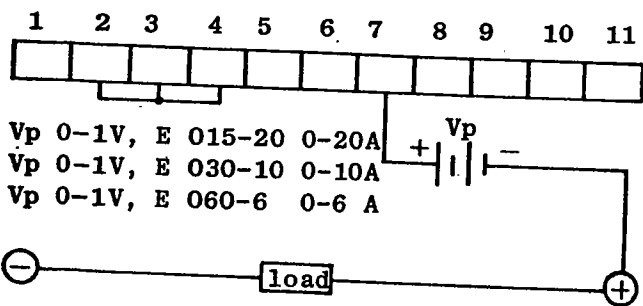 1 2 3 4 5 6 7 8 9 10 11
Vp 0-1V, E 015-20 0-20A
Vp 0-1V, E 030-10 0-10A
Vp 0-1V, E 060-6 0-6 A
+ Vp −
− load +